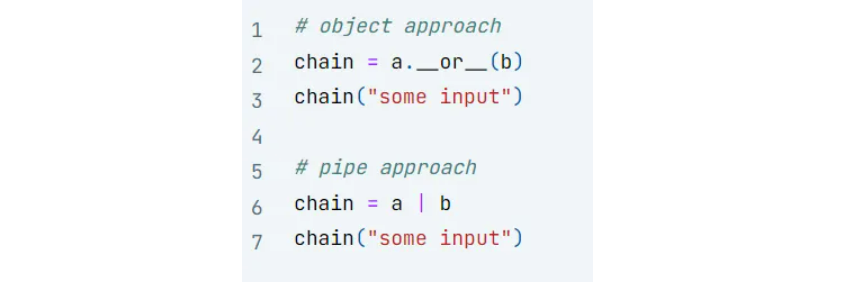 1 # object approach
2 chain = a.__or__(b)
3 chain("some input")
4
5 # pipe approach
6 chain = a | b
7 chain("some input")